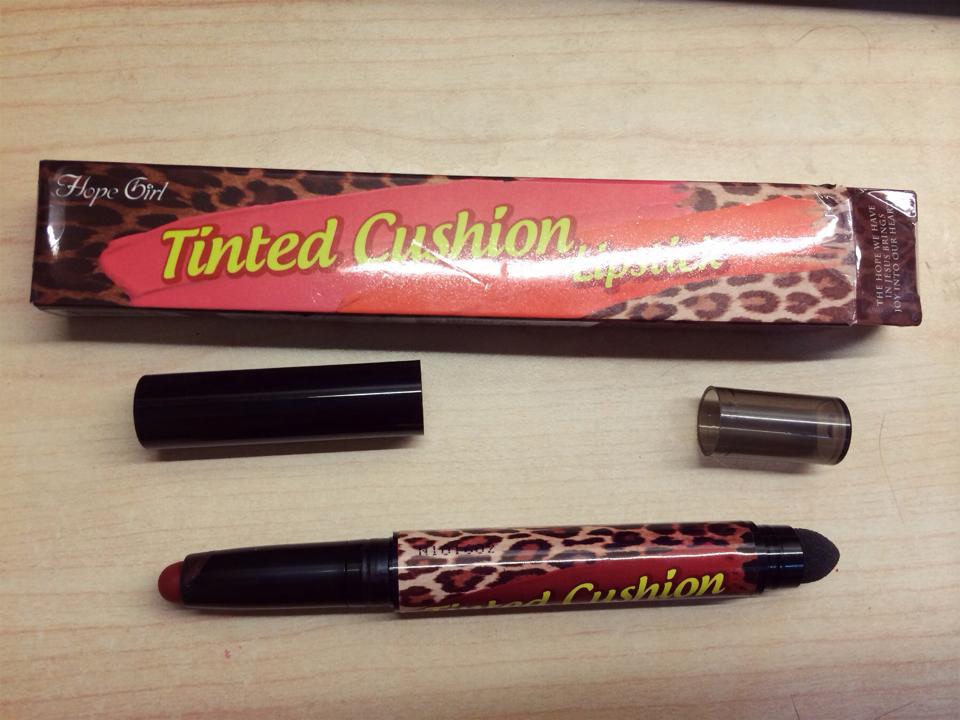 Hope Girl
Tinted Cushion
Lipstick
THE HOPE WE HAVE
IN JESUS BRINGS
JOY INTO OUR HEART
Tinted Cushion